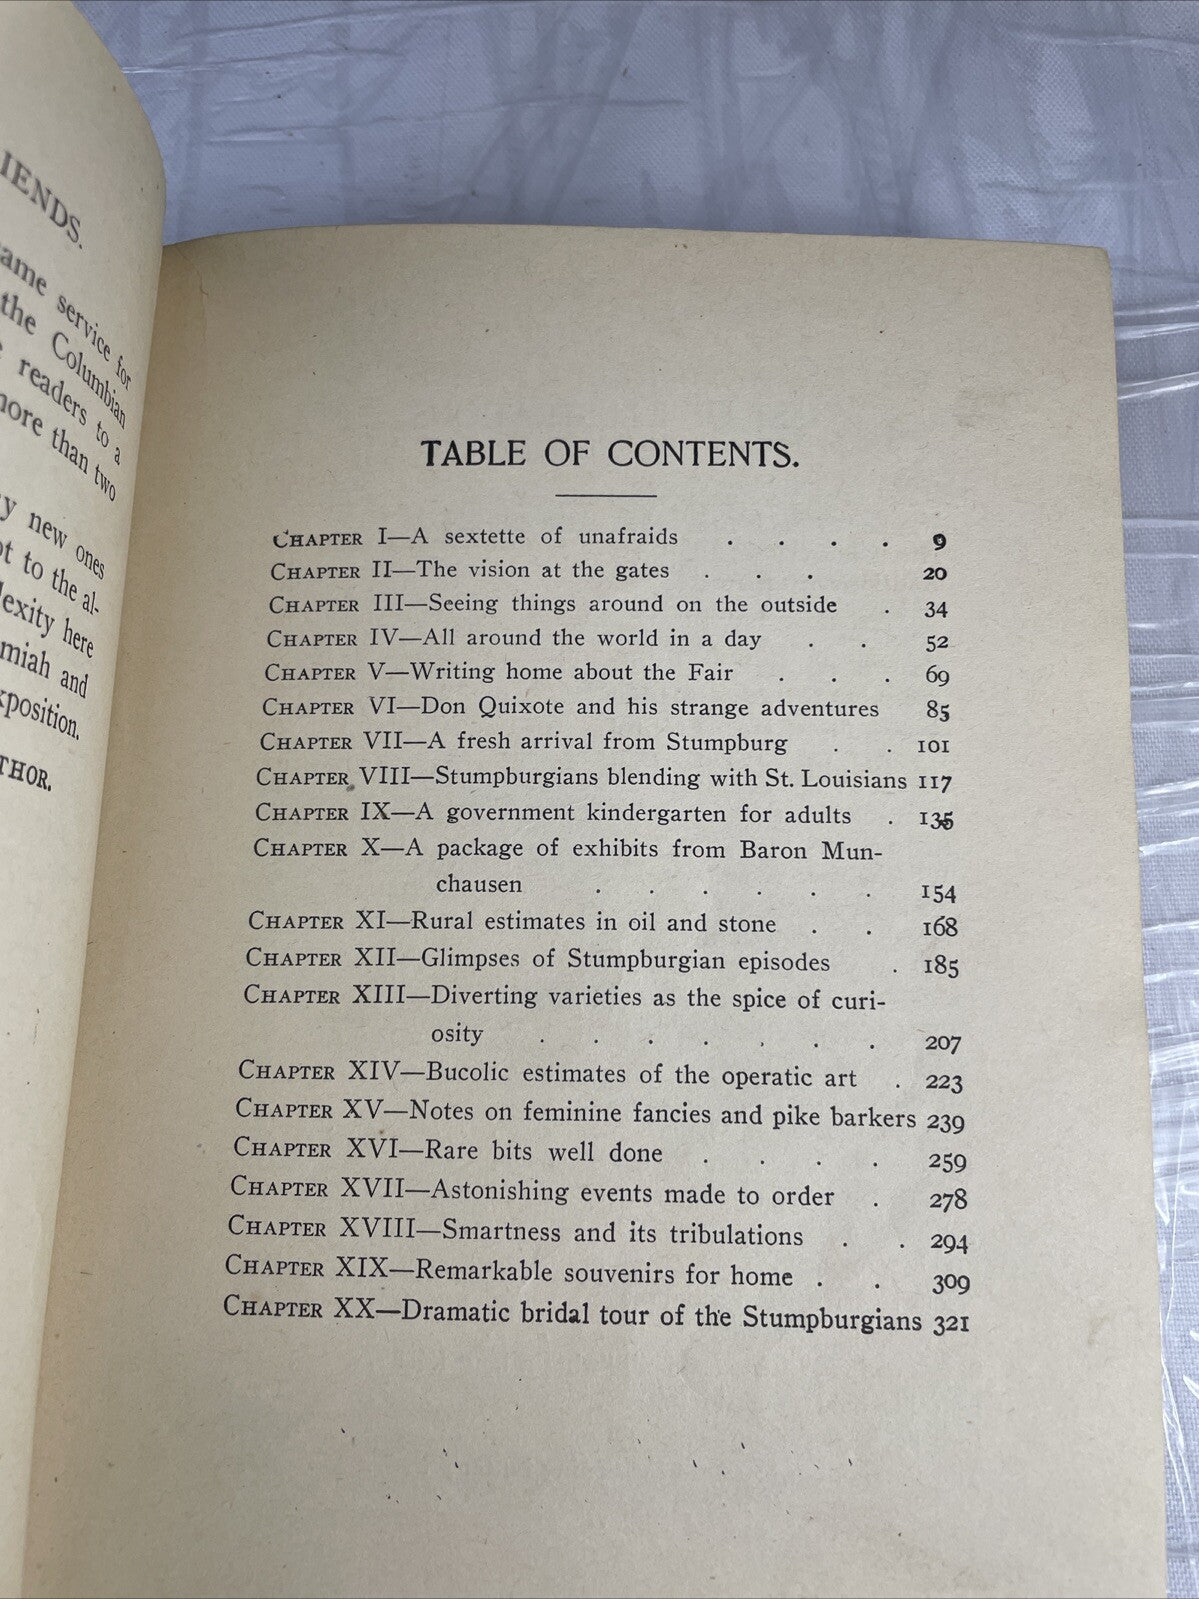 IENDS.
ame service for
the Columbian
readers to a
more than two
y new ones
ot to the al-
lexity here
miah and
xposition.
THOR.
TABLE OF CONTENTS.
CHAPTER I—A sextette of unafraids . . . . 9
CHAPTER II—The vision at the gates . . . 20
CHAPTER III—Seeing things around on the outside . 34
CHAPTER IV—All around the world in a day . . 52
CHAPTER V—Writing home about the Fair . . . 69
CHAPTER VI—Don Quixote and his strange adventures 85
CHAPTER VII—A fresh arrival from Stumpburg . . 101
CHAPTER VIII—Stumpburgians blending with St. Louisians 117
CHAPTER IX—A government kindergarten for adults . 135
CHAPTER X—A package of exhibits from Baron Mun-
chausen . . . . . . 154
CHAPTER XI—Rural estimates in oil and stone . . 168
CHAPTER XII—Glimpses of Stumpburgian episodes . 185
CHAPTER XIII—Diverting varieties as the spice of curi-
osity . . . . . . . 207
CHAPTER XIV—Bucolic estimates of the operatic art . 223
CHAPTER XV—Notes on feminine fancies and pike barkers 239
CHAPTER XVI—Rare bits well done . . . . 259
CHAPTER XVII—Astonishing events made to order . 278
CHAPTER XVIII—Smartness and its tribulations . . 294
CHAPTER XIX—Remarkable souvenirs for home . . 309
CHAPTER XX—Dramatic bridal tour of the Stumpburgians 321